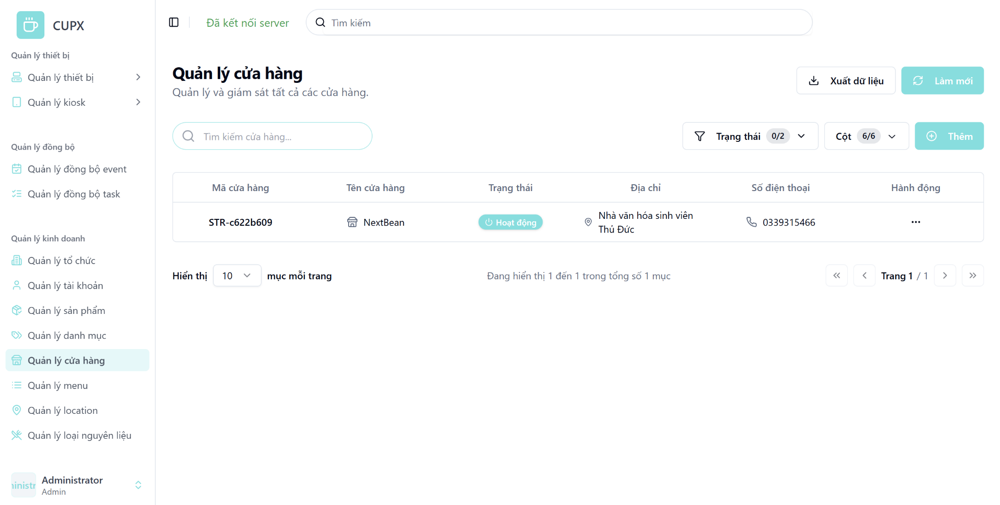 CUPX
Quản lý thiết bị
Quản lý thiết bị
Quản lý kiosk
Quản lý đồng bộ
Quản lý đồng bộ event
Quản lý đồng bộ task
Quản lý kinh doanh
Quản lý tổ chức
Quản lý tài khoản
Quản lý sản phẩm
Quản lý danh mục
Quản lý cửa hàng
Quản lý menu
Quản lý location
Quản lý loại nguyên liệu
Administrator
Admin
Đã kết nối server
Tìm kiếm
Quản lý cửa hàng
Quản lý và giám sát tất cả các cửa hàng.
Xuất dữ liệu
Làm mới
Tìm kiếm cửa hàng...
Trạng thái 0/2
Cột 6/6
Thêm
Mã cửa hàng Tên cửa hàng Trạng thái Địa chỉ Số điện thoại Hành động
STR-c622b609 NextBean Hoạt động Nhà văn hóa sinh viên
Thủ Đức 0339315466
Hiển thị 10 mục mỗi trang
Đang hiển thị 1 đến 1 trong tổng số 1 mục
Trang 1 / 1